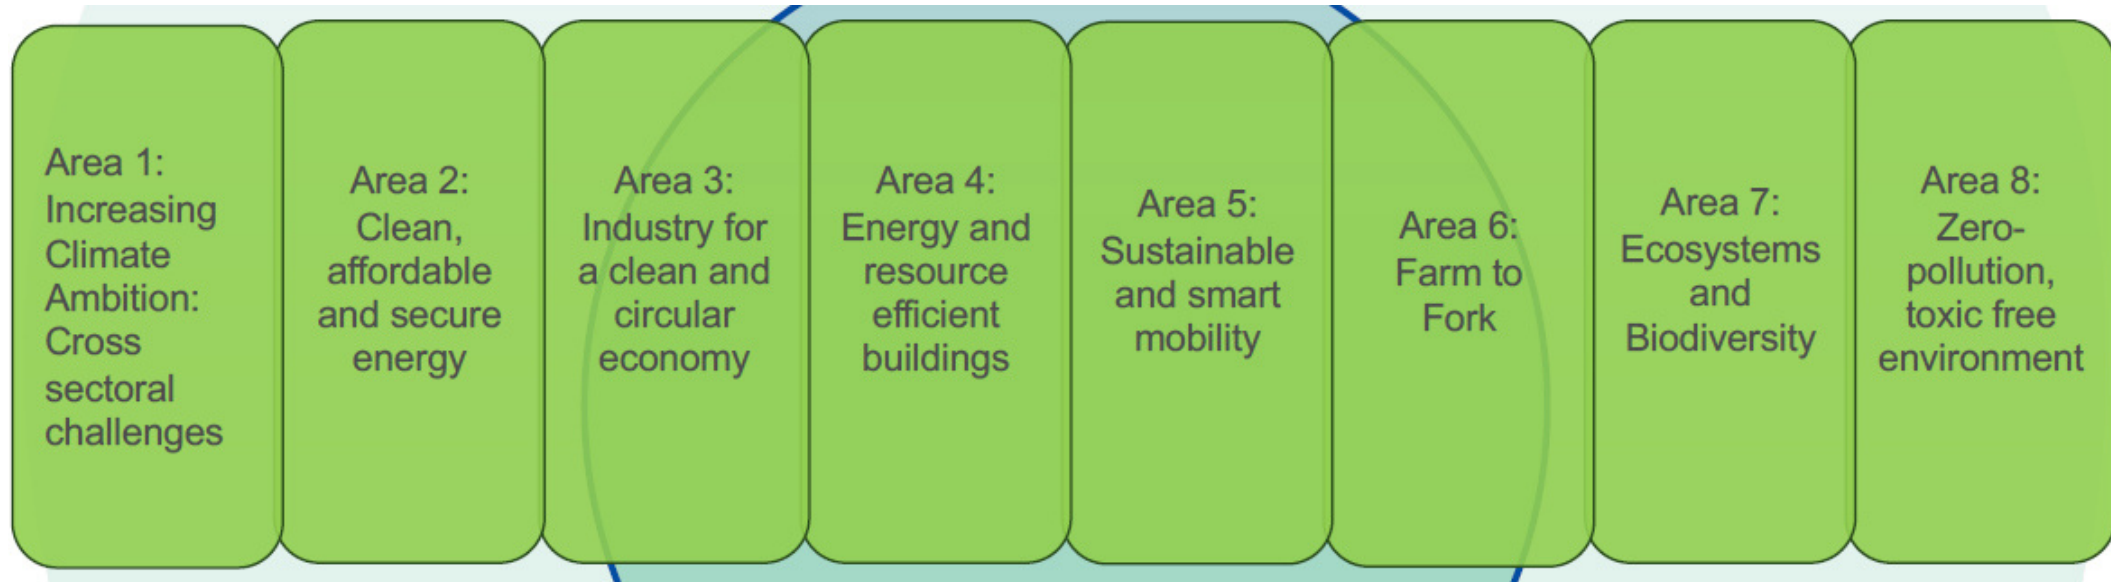 Area 1:
Increasing
Climate
Ambition:
Cross
sectoral
challenges
Area 2:
Clean,
affordable
and secure
energy
Area 3:
Industry for
a clean and
circular
economy
Area 4:
Energy and
resource
efficient
buildings
Area 5:
Sustainable
and smart
mobility
Area 6:
Farm to
Fork
Area 7:
Ecosystems
and
Biodiversity
Area 8:
Zero-
pollution,
toxic free
environment